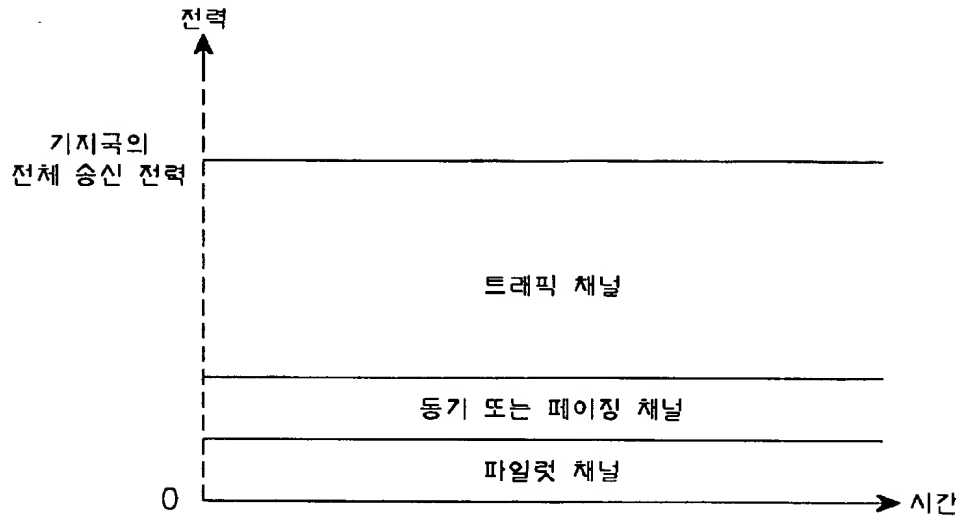 전력
기지국의
전체 송신 전력
트래픽 채널
동기 또는 페이징 채널
파일럿 채널
0
시간